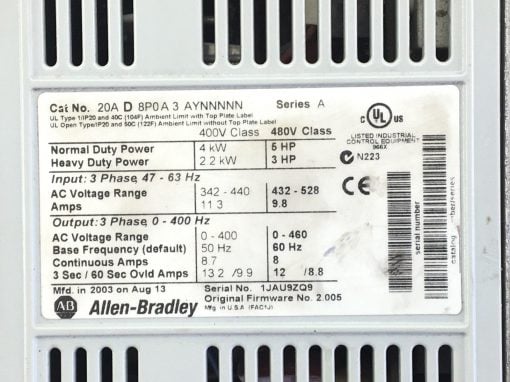 Cat No. 20A D 8P0 A 3 AYNNNNN Series A
UL Type 1/IP20 and 40C (104F) Ambient Limit with Top Plate Label
UL Open Type/IP20 and 50C (122F) Ambient Limit without Top Plate Label
400V Class 480V Class
Normal Duty Power 4 kW 5 HP
Heavy Duty Power 2.2 kW 3 HP
Input: 3 Phase, 47 - 63 Hz
AC Voltage Range 342 - 440 432 - 528
Amps 11.3 9.8
Output: 3 Phase, 0 - 400 Hz
AC Voltage Range 0 - 400 0 - 460
Base Frequency (default) 50 Hz 60 Hz
Continuous Amps 8.7 8
3 Sec / 60 Sec Ovld Amps 13.2 / 9.9 12 / 8.8
Mfd. in 2003 on Aug 13 Serial No. 1JAU9ZQ9
Original Firmware No. 2.005
AB Allen-Bradley Mfg. in U.S.A. (FAC1J)
c UL US
LISTED INDUSTRIAL
CONTROL EQUIPMENT
966X
N223
CE
serial number
catalog number/series